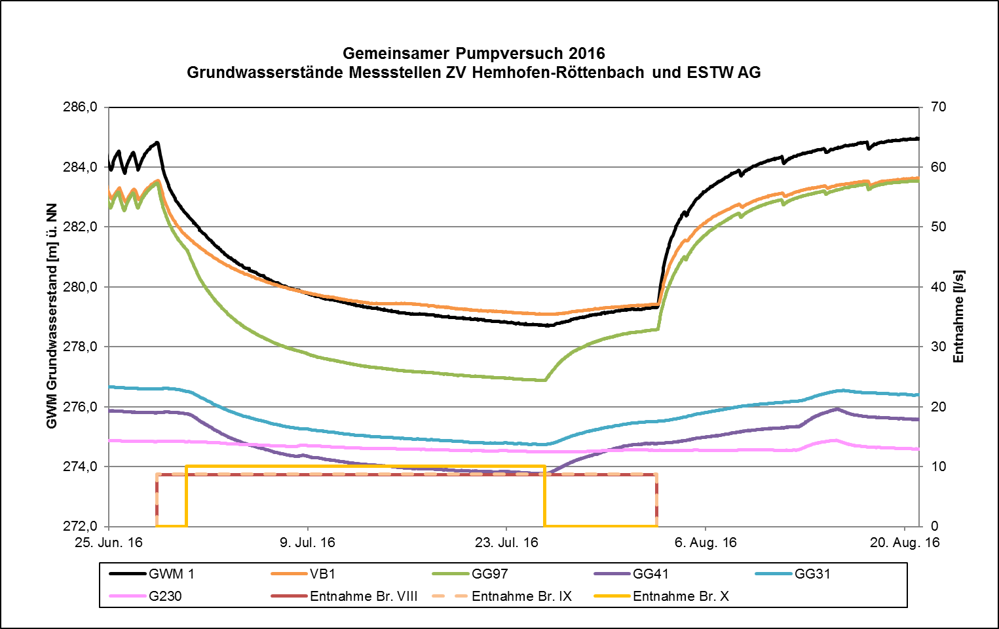 Gemeinsamer Pumpversuch 2016
Grundwasserstände Messstellen ZV Hemhofen-Röttenbach und ESTW AG
GWM Grundwasserstand [m] ü. NN
286,0
284,0
282,0
280,0
278,0
276,0
274,0
272,0
70
60
50
40
30
20
10
0
Entnahme [l/s]
25. Jun. 16 9. Jul. 16 23. Jul. 16 6. Aug. 16 20. Aug. 16
GWM 1 VB1 GG97 GG41 GG31
G230 Entnahme Br. VIII Entnahme Br. IX Entnahme Br. X